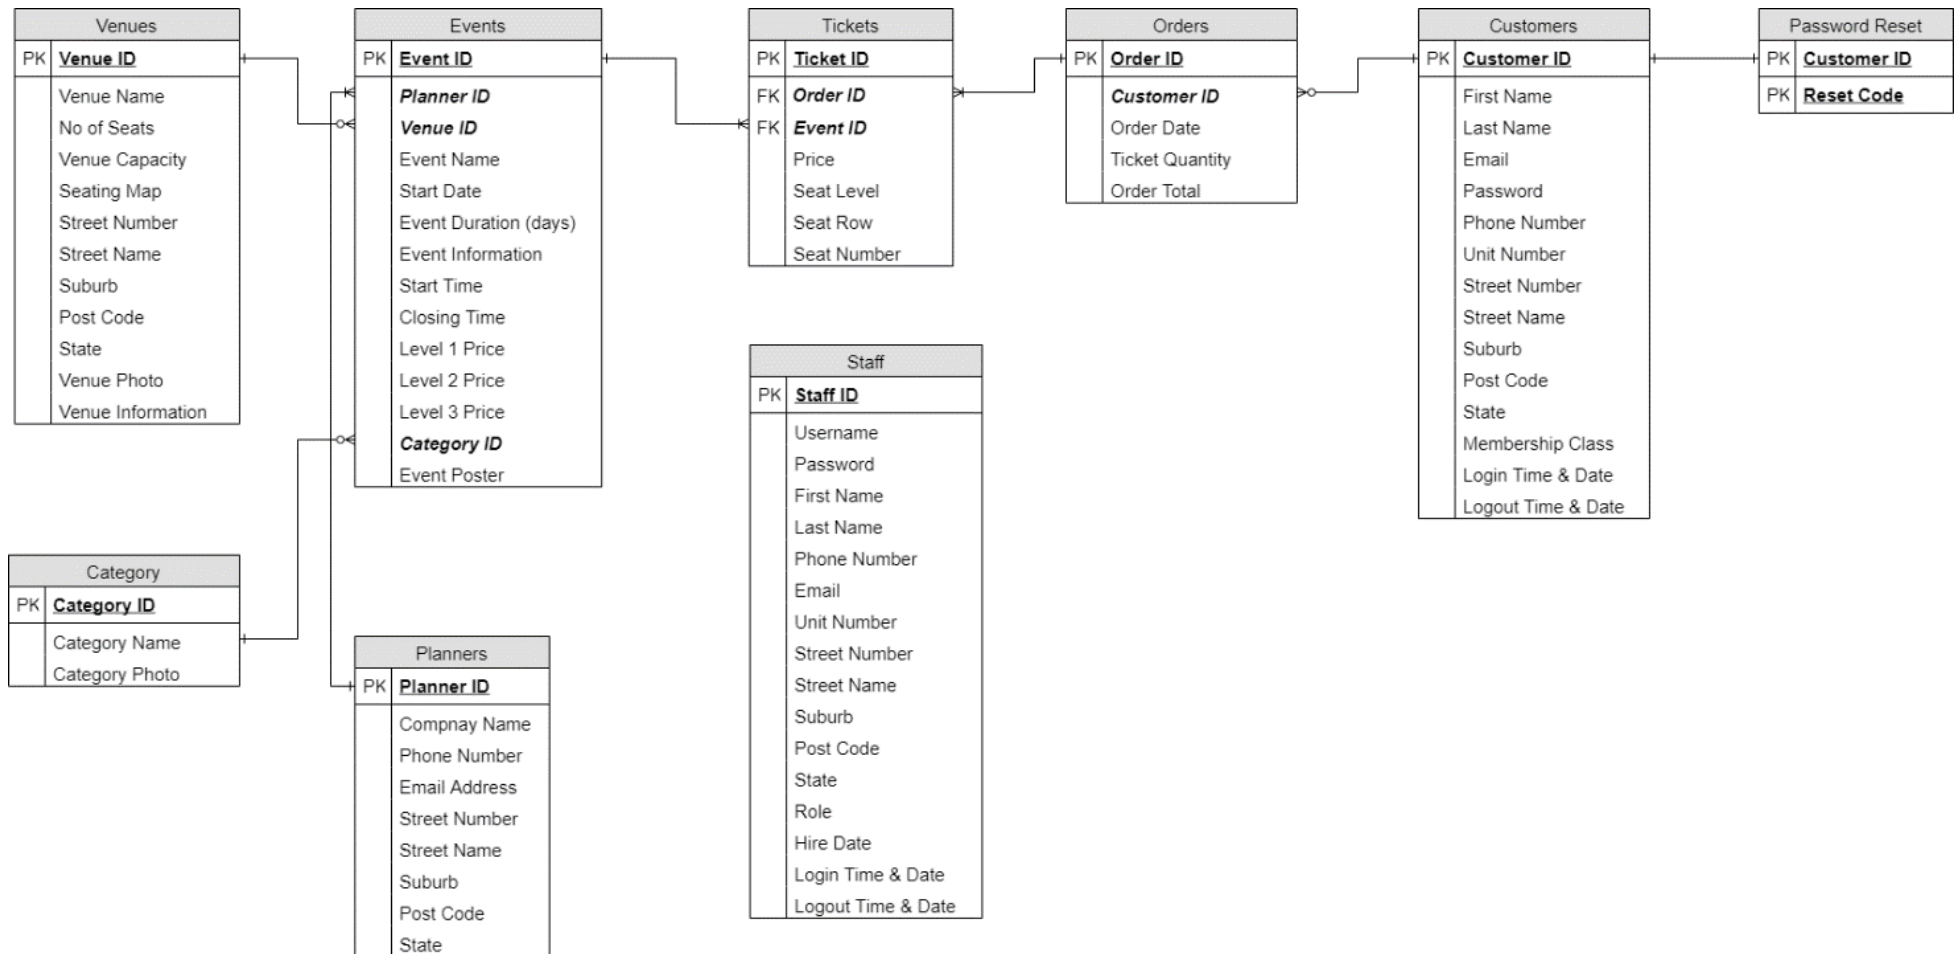 Venues
PK Venue ID
Venue Name
No of Seats
Venue Capacity
Seating Map
Street Number
Street Name
Suburb
Post Code
State
Venue Photo
Venue Information
Events
PK Event ID
Planner ID
Venue ID
Event Name
Start Date
Event Duration (days)
Event Information
Start Time
Closing Time
Level 1 Price
Level 2 Price
Level 3 Price
Category ID
Event Poster
Tickets
PK Ticket ID
FK Order ID
FK Event ID
Price
Seat Level
Seat Row
Seat Number
Orders
PK Order ID
Customer ID
Order Date
Ticket Quantity
Order Total
Customers
PK Customer ID
First Name
Last Name
Email
Password
Phone Number
Unit Number
Street Number
Street Name
Suburb
Post Code
State
Membership Class
Login Time & Date
Logout Time & Date
Password Reset
PK Customer ID
PK Reset Code
Category
PK Category ID
Category Name
Category Photo
Planners
PK Planner ID
Compnay Name
Phone Number
Email Address
Street Number
Street Name
Suburb
Post Code
State
Staff
PK Staff ID
Username
Password
First Name
Last Name
Phone Number
Email
Unit Number
Street Number
Street Name
Suburb
Post Code
State
Role
Hire Date
Login Time & Date
Logout Time & Date